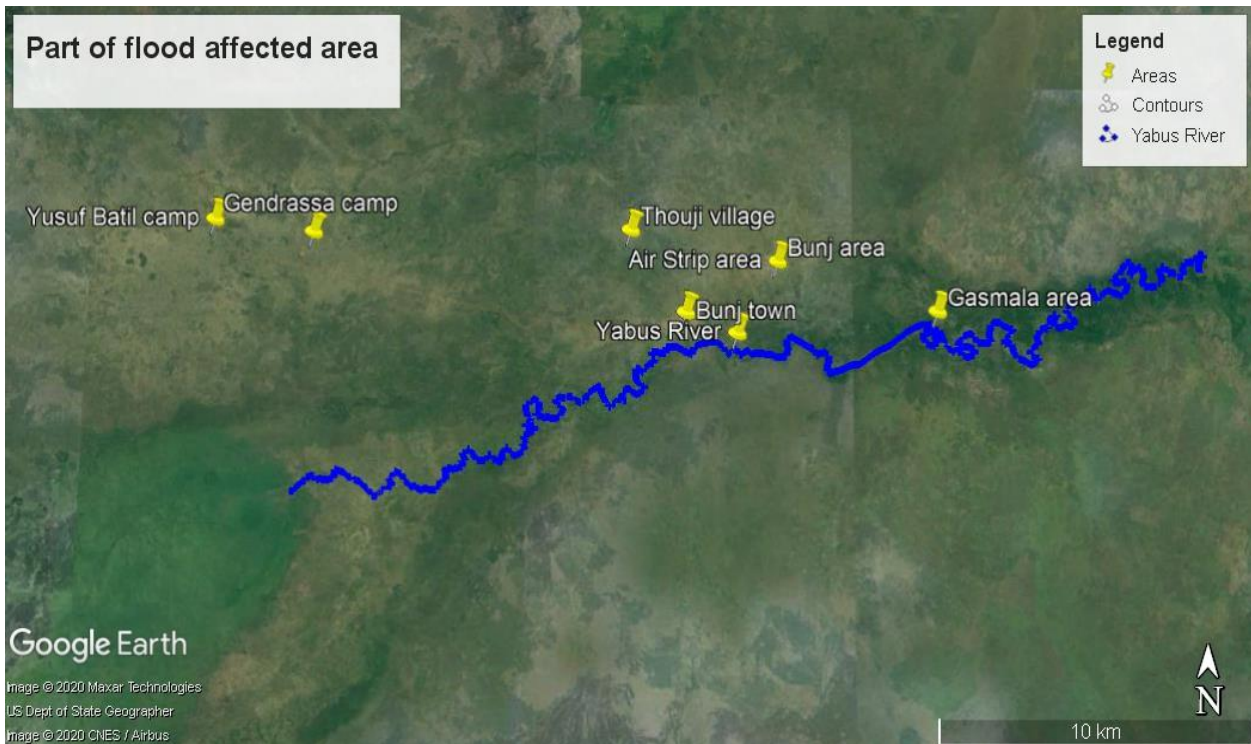 Part of flood affected area
Legend
Areas
Contours
Yabus River
Yusuf Batil camp
Gendrassa camp
Thouji village
Air Strip area
Bunj area
Bunj town
Yabus River
Gasmala area
Google Earth
Image © 2020 Maxar Technologies
US Dept of State Geographer
Image © 2020 CNES / Airbus
N
10 km